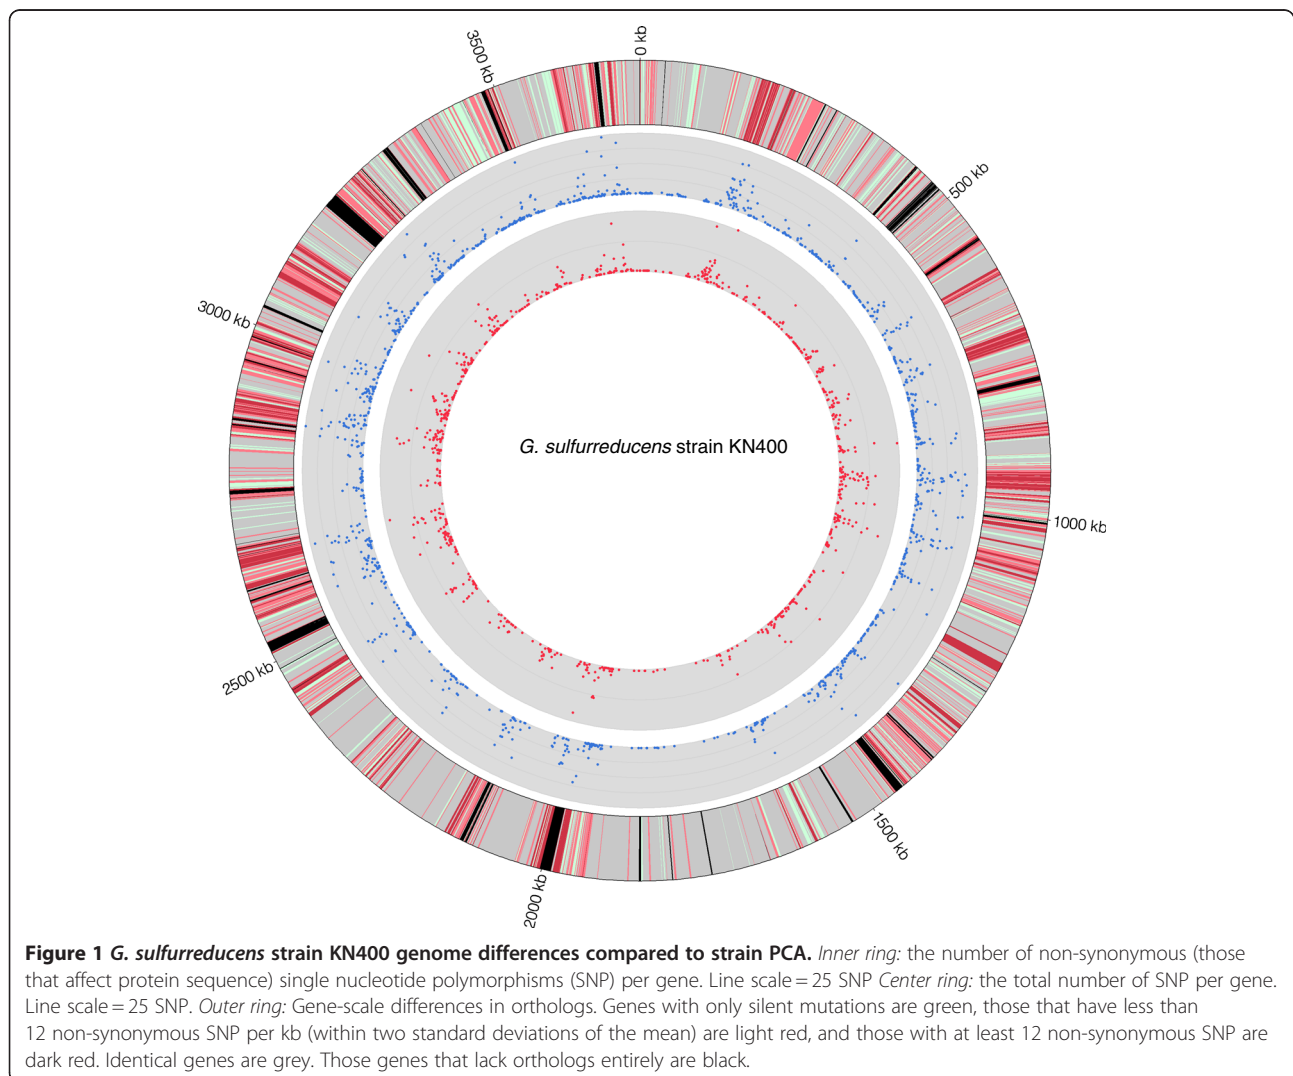 0 kb
500 kb
1000 kb
1500 kb
2000 kb
2500 kb
3000 kb
3500 kb
G. sulfurreducens strain KN400
Figure 1 G. sulfurreducens strain KN400 genome differences compared to strain PCA. Inner ring: the number of non-synonymous (those
that affect protein sequence) single nucleotide polymorphisms (SNP) per gene. Line scale = 25 SNP Center ring: the total number of SNP per gene.
Line scale = 25 SNP. Outer ring: Gene-scale differences in orthologs. Genes with only silent mutations are green, those that have less than
12 non-synonymous SNP per kb (within two standard deviations of the mean) are light red, and those with at least 12 non-synonymous SNP are
dark red. Identical genes are grey. Those genes that lack orthologs entirely are black.